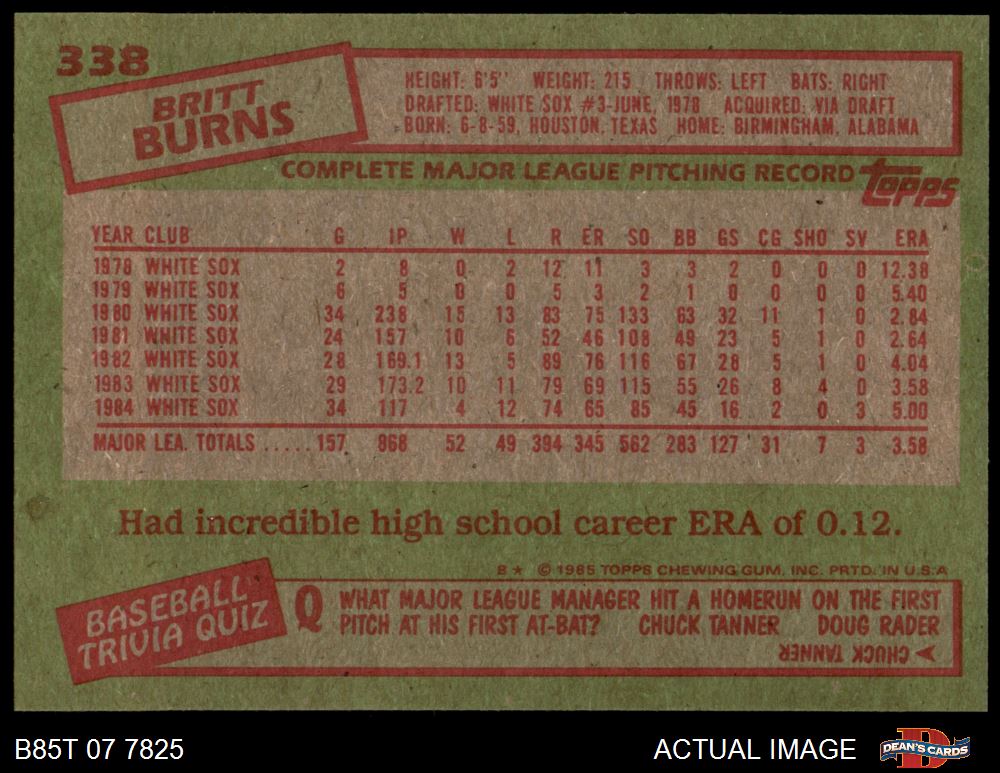 338
BRITT
BURNS
HEIGHT: 6'5" WEIGHT: 215 THROWS: LEFT BATS: RIGHT
DRAFTED: WHITE SOX #3-JUNE, 1978 ACQUIRED: VIA DRAFT
BORN: 6-8-59, HOUSTON, TEXAS HOME: BIRMINGHAM, ALABAMA
COMPLETE MAJOR LEAGUE PITCHING RECORD topps
YEAR CLUB G IP W L R ER SO BB GS CG SHO SV ERA
1978 WHITE SOX 2 8 0 2 12 11 3 3 2 0 0 0 12.38
1979 WHITE SOX 6 5 0 0 5 3 2 1 0 0 0 0 5.40
1980 WHITE SOX 34 238 15 13 83 75 133 63 32 11 1 0 2.84
1981 WHITE SOX 24 157 10 6 52 46 108 49 23 5 1 0 2.64
1982 WHITE SOX 28 169.1 13 5 89 76 116 67 28 5 1 0 4.04
1983 WHITE SOX 29 173.2 10 11 79 69 115 55 26 8 4 0 3.58
1984 WHITE SOX 34 117 4 12 74 65 85 45 16 2 0 3 5.00
MAJOR LEA. TOTALS ..... 157 868 52 49 394 345 562 283 127 31 7 3 3.58
Had incredible high school career ERA of 0.12.
B★ © 1985 TOPPS CHEWING GUM, INC. PRTD. IN U.S.A
BASEBALL
TRIVIA QUIZ
Q WHAT MAJOR LEAGUE MANAGER HIT A HOMERUN ON THE FIRST
PITCH AT HIS FIRST AT-BAT? CHUCK TANNER DOUG RADER
CHUCK TANNER
B85T 07 7825
ACTUAL IMAGE
D
DEAN'S CARDS